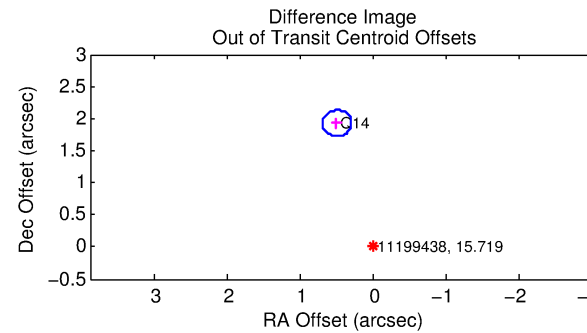 Difference Image
Out of Transit Centroid Offsets
Dec Offset (arcsec)
3
2.5
2
1.5
1
0.5
0
−0.5
Q14
11199438, 15.719
3 2 1 0 −1 −2
RA Offset (arcsec)